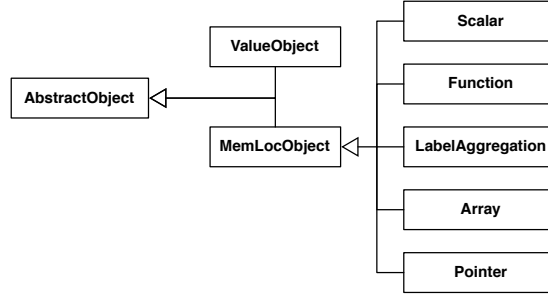 Scalar
ValueObject
Function
AbstractObject
MemLocObject
LabelAggregation
Array
Pointer